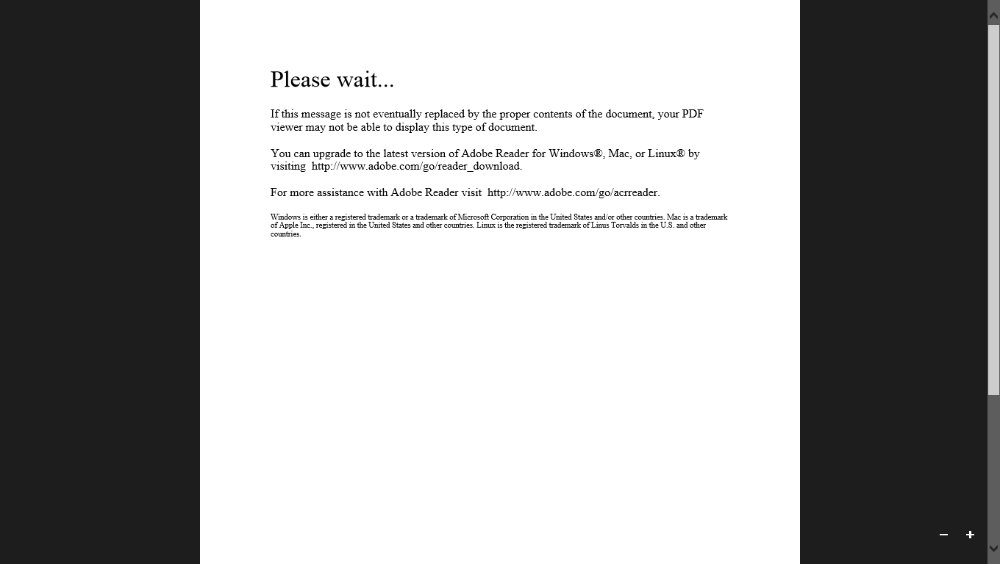 Please wait...
If this message is not eventually replaced by the proper contents of the document, your PDF
viewer may not be able to display this type of document.
You can upgrade to the latest version of Adobe Reader for Windows®, Mac, or Linux® by
visiting  http://www.adobe.com/go/reader_download.
For more assistance with Adobe Reader visit  http://www.adobe.com/go/acrreader.
Windows is either a registered trademark or a trademark of Microsoft Corporation in the United States and/or other countries. Mac is a trademark
of Apple Inc., registered in the United States and other countries. Linux is the registered trademark of Linus Torvalds in the U.S. and other
countries.